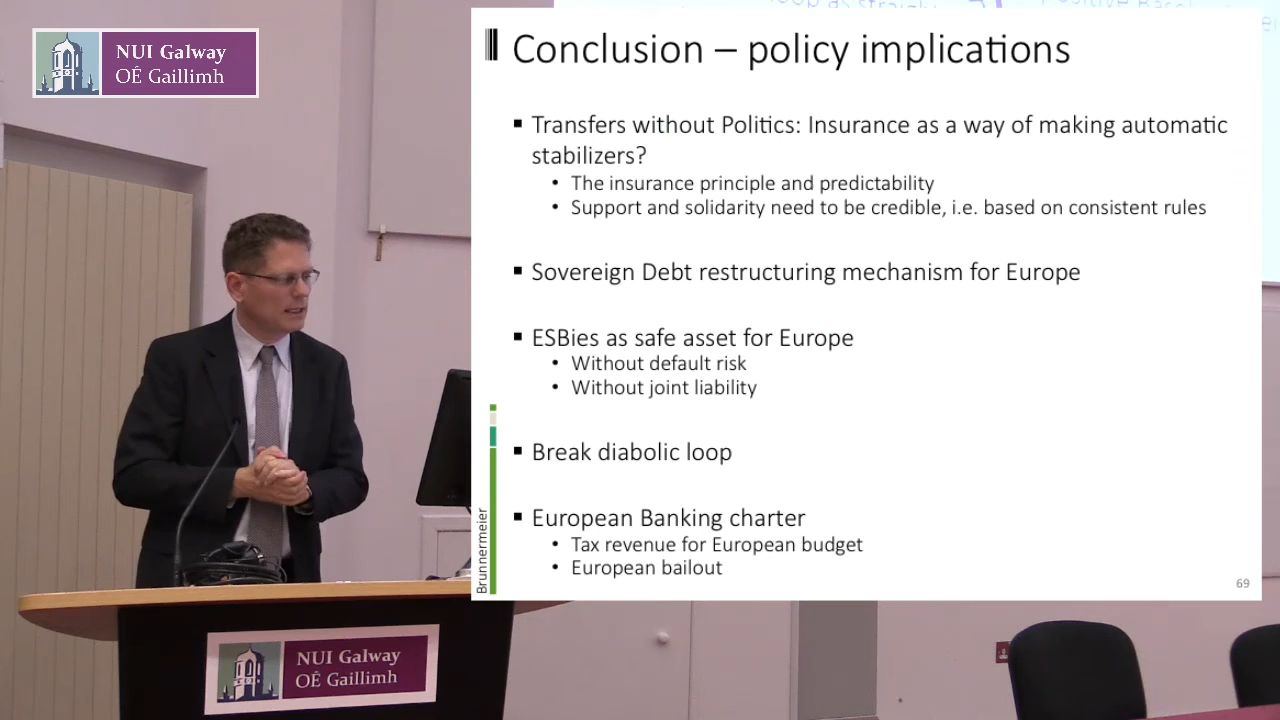 NUI Galway
OÉ Gaillimh
Conclusion – policy implications
Transfers without Politics: Insurance as a way of making automatic
stabilizers?
The insurance principle and predictability
Support and solidarity need to be credible, i.e. based on consistent rules
Sovereign Debt restructuring mechanism for Europe
ESBies as safe asset for Europe
Without default risk
Without joint liability
Break diabolic loop
European Banking charter
Tax revenue for European budget
European bailout
Brunnermeier
69
NUI Galway
OÉ Gaillimh